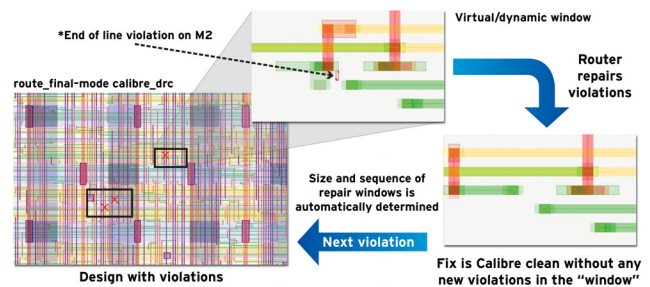 *End of line violation on M2
Virtual/dynamic window
route_final-mode calibre_drc
Router
repairs
violations
Size and sequence of
repair windows is
automatically determined
Next violation
Design with violations
Fix is Calibre clean without any
new violations in the “window”